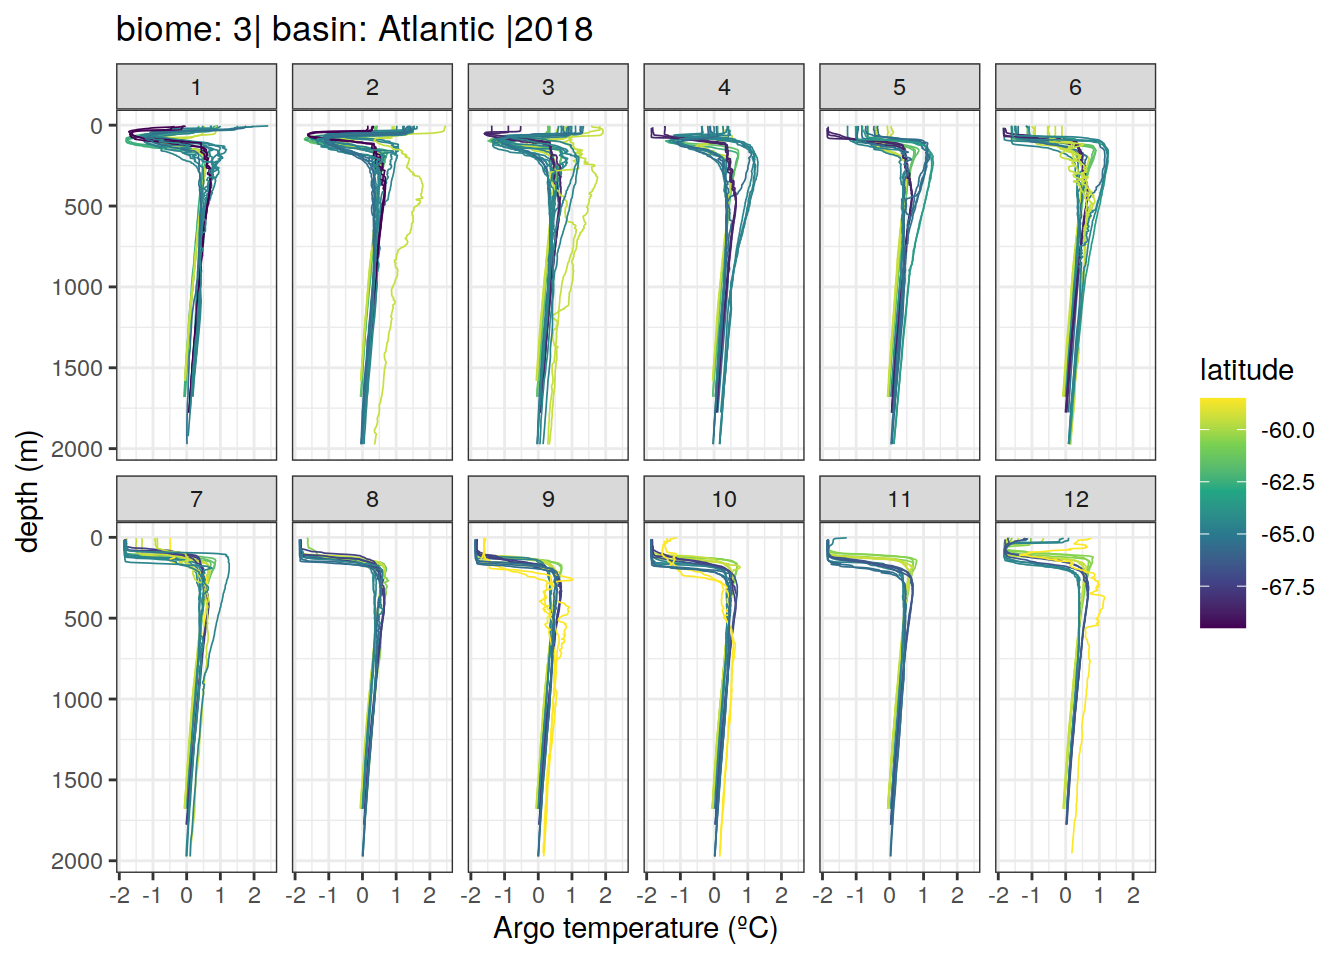 biome: 3| basin: Atlantic |2018
1 2 3 4 5 6
0
500
1000
1500
2000
7 8 9 10 11 12
0
500
1000
1500
2000
-2 -1 0 1 2 -2 -1 0 1 2 -2 -1 0 1 2 -2 -1 0 1 2 -2 -1 0 1 2 -2 -1 0 1 2
Argo temperature (ºC)
depth (m)
latitude
-60.0
-62.5
-65.0
-67.5